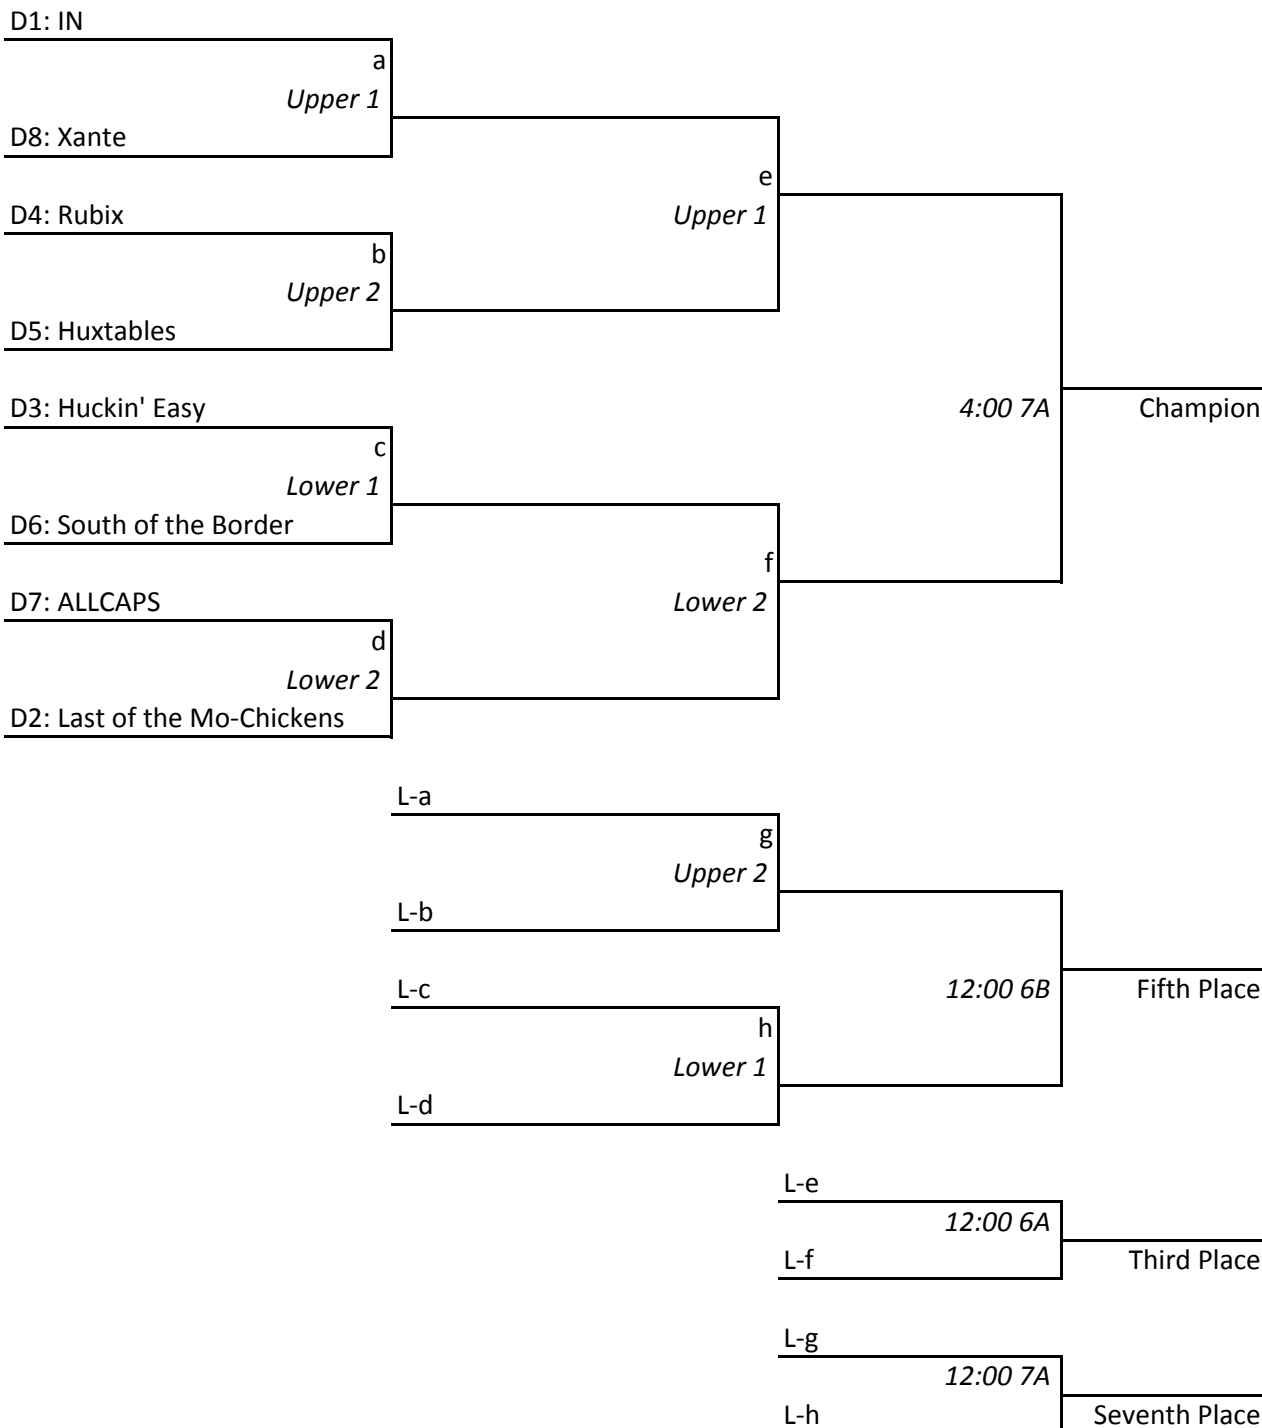 D1: IN
a
Upper 1
D8: Xante
e
D4: Rubix
Upper 1
b
Upper 2
D5: Huxtables
D3: Huckin' Easy
4:00 7A
Champion
c
Lower 1
D6: South of the Border
f
D7: ALLCAPS
Lower 2
d
Lower 2
D2: Last of the Mo-Chickens
L-a
g
Upper 2
L-b
L-c
12:00 6B
Fifth Place
h
Lower 1
L-d
L-e
12:00 6A
L-f
Third Place
L-g
12:00 7A
L-h
Seventh Place